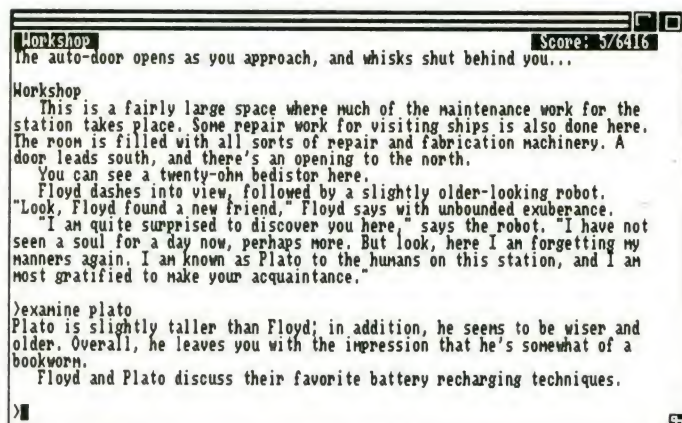 Workshop Score: 5/6416
The auto-door opens as you approach, and whisks shut behind you...
Workshop
This is a fairly large space where much of the maintenance work for the
station takes place. Some repair work for visiting ships is also done here.
The room is filled with all sorts of repair and fabrication machinery. A
door leads south, and there's an opening to the north.
You can see a twenty-ohm bedistor here.
Floyd dashes into view, followed by a slightly older-looking robot.
"Look, Floyd found a new friend," Floyd says with unbounded exuberance.
"I am quite surprised to discover you here," says the robot. "I have not
seen a soul for a day now, perhaps more. But look, here I am forgetting my
manners again. I am known as Plato to the humans on this station, and I am
most gratified to make your acquaintance."
>examine plato
Plato is slightly taller than Floyd; in addition, he seems to be wiser and
older. Overall, he leaves you with the impression that he's somewhat of a
bookworm.
Floyd and Plato discuss their favorite battery recharging techniques.
>